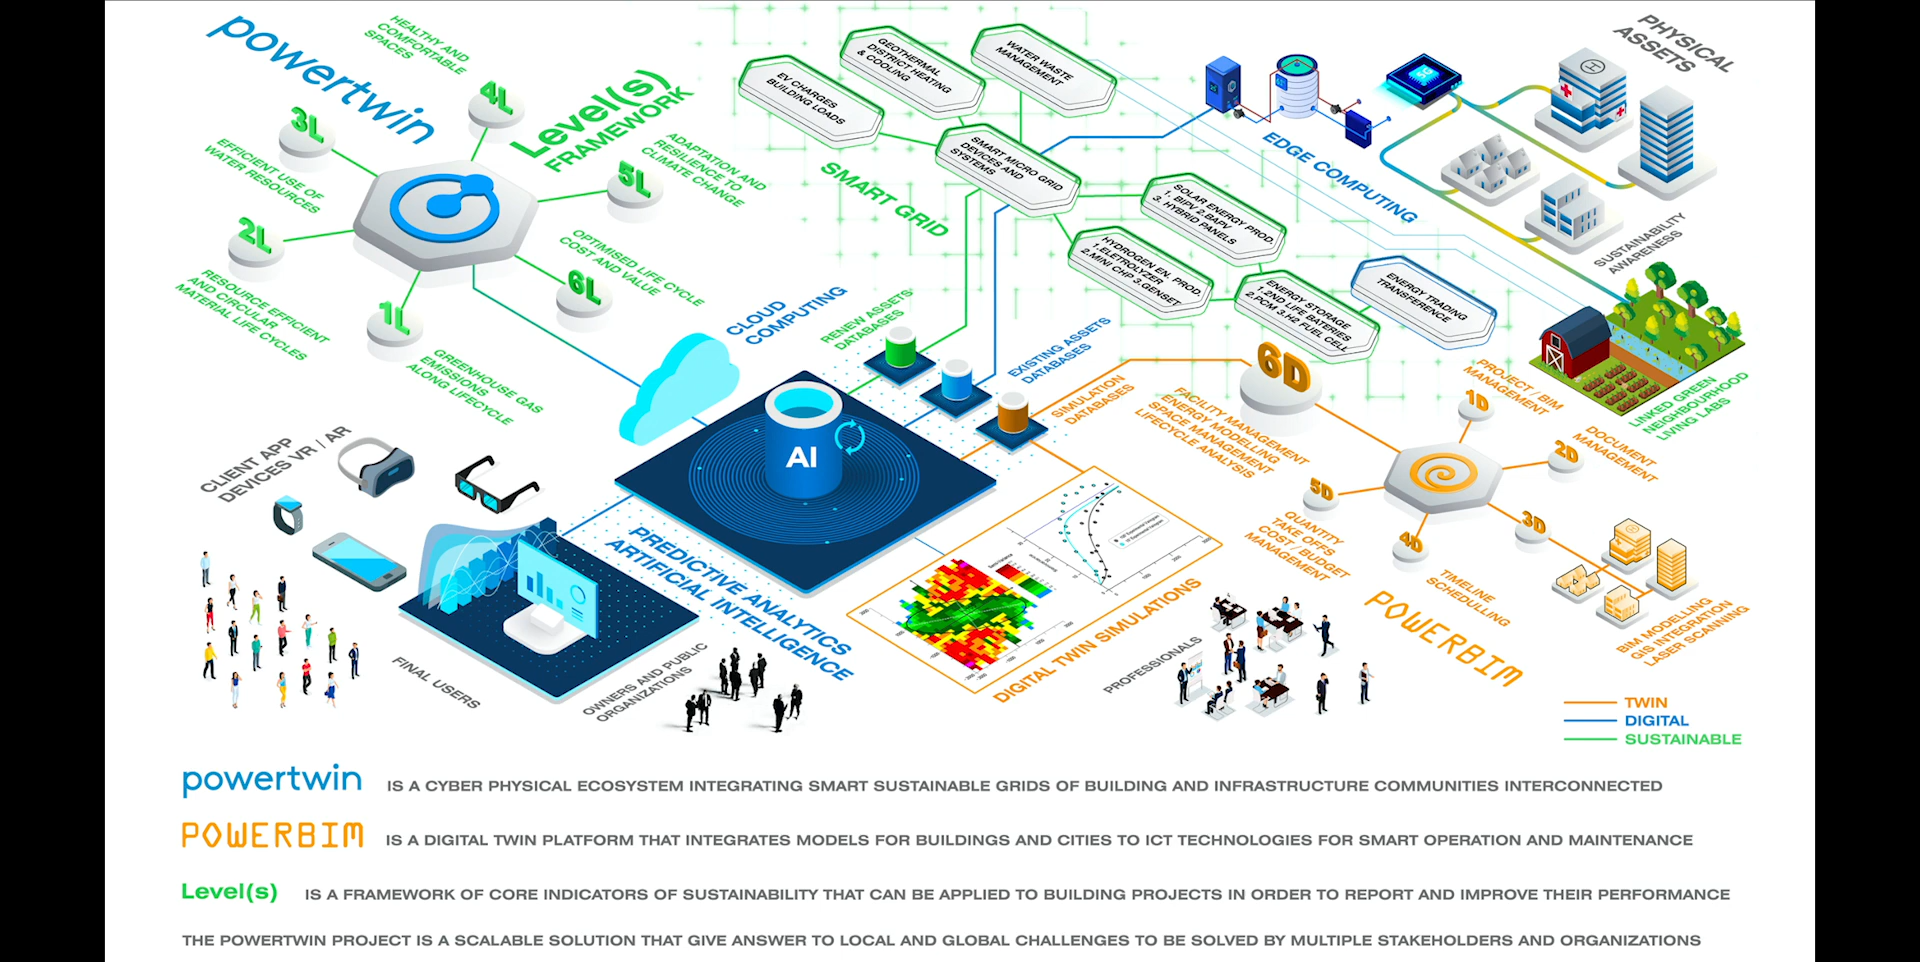 powertwin
HEALTHY AND
COMFORTABLE
SPACES
4L
Level(s)
FRAMEWORK
3L
EFFICIENT USE OF
WATER RESOURCES
5L
ADAPTATION AND
RESILIENCE TO
CLIMATE CHANGE
2L
RESOURCE EFFICIENT
AND CIRCULAR
MATERIAL LIFE CYCLES
6L
OPTIMISED LIFE CYCLE
COST AND VALUE
1L
GREENHOUSE GAS
EMISSIONS
ALONG LIFECYCLE
EV CHARGES
BUILDING LOADS
GEOTHERMAL
DISTRICT HEATING
& COOLING
WATER WASTE
MANAGEMENT
SMART MICRO GRID
DEVICES AND
SYSTEMS
SMART GRID
SOLAR ENERGY PROD.
1. BIPV 2.BAPV
3. HYBRID PANELS
HYDROGEN EN. PROD.
1.ELETROLYZER
2.MINI CHP 3.GENSET
ENERGY STORAGE
1.2ND LIFE BATERIES
2.PCM 3.H2 FUEL CELL
ENERGY TRADING
TRANSFERENCE
EDGE COMPUTING
5G
PHYSICAL
ASSETS
H
SUSTAINABILITY
AWARENESS
LINKED GREEN
NEIGHBOURHOOD
LIVING LABS
CLOUD
COMPUTING
RENEW ASSETS
DATABASES
EXISTING ASSETS
DATABASES
SIMULATION
DATABASES
AI
PREDICTIVE ANALYTICS
ARTIFICIAL INTELLIGENCE
CLIENT APP
DEVICES VR / AR
FINAL USERS
OWNERS AND PUBLIC
ORGANIZATIONS
DIGITAL TWIN SIMULATIONS
PROFESSIONALS
6D
FACILITY MANAGEMENT
ENERGY MODELLING
SPACE MANAGEMENT
LIFECYCLE ANALYSIS
1D
PROJECT / BIM
MANAGEMENT
2D
DOCUMENT
MANAGEMENT
5D
QUANTITY
TAKE OFFS
COST / BUDGET
MANAGEMENT
4D
TIMELINE
SCHEDULLING
3D
BIM MODELLING
GIS INTEGRATION
LASER SCANNING
POWERBIM
TWIN
DIGITAL
SUSTAINABLE
powertwin IS A CYBER PHYSICAL ECOSYSTEM INTEGRATING SMART SUSTAINABLE GRIDS OF BUILDING AND INFRASTRUCTURE COMMUNITIES INTERCONNECTED
POWERBIM IS A DIGITAL TWIN PLATFORM THAT INTEGRATES MODELS FOR BUILDINGS AND CITIES TO ICT TECHNOLOGIES FOR SMART OPERATION AND MAINTENANCE
Level(s) IS A FRAMEWORK OF CORE INDICATORS OF SUSTAINABILITY THAT CAN BE APPLIED TO BUILDING PROJECTS IN ORDER TO REPORT AND IMPROVE THEIR PERFORMANCE
THE POWERTWIN PROJECT IS A SCALABLE SOLUTION THAT GIVE ANSWER TO LOCAL AND GLOBAL CHALLENGES TO BE SOLVED BY MULTIPLE STAKEHOLDERS AND ORGANIZATIONS